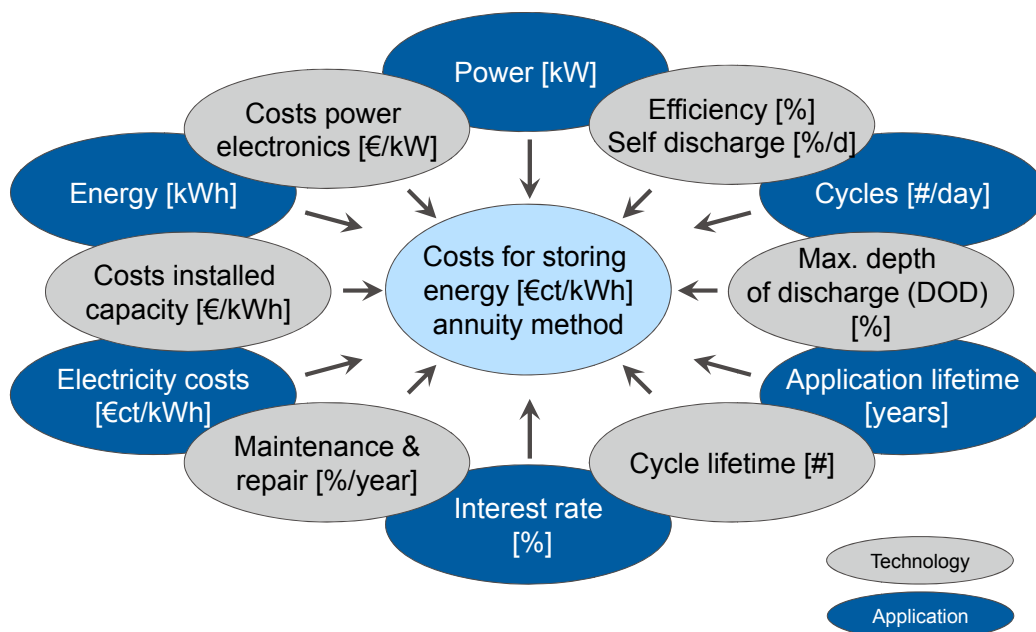 Power [kW]
Costs power
electronics [€/kW]
Efficiency [%]
Self discharge [%/d]
Energy [kWh]
Cycles [#/day]
Costs installed
capacity [€/kWh]
Costs for storing
energy [€ct/kWh]
annuity method
Max. depth
of discharge (DOD)
[%]
Electricity costs
[€ct/kWh]
Application lifetime
[years]
Maintenance &
repair [%/year]
Cycle lifetime [#]
Interest rate
[%]
Technology
Application